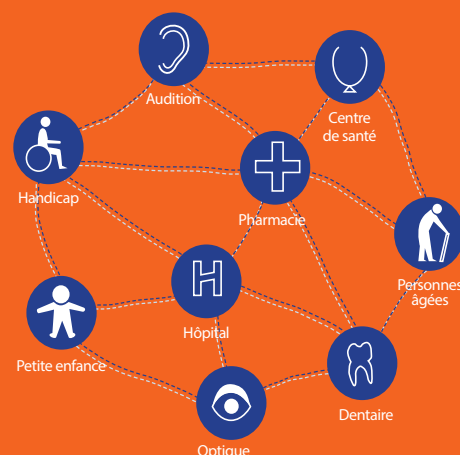 Audition
Centre
de santé
Handicap
Pharmacie
Personnes
âgées
Hôpital
Petite enfance
Dentaire
Optique